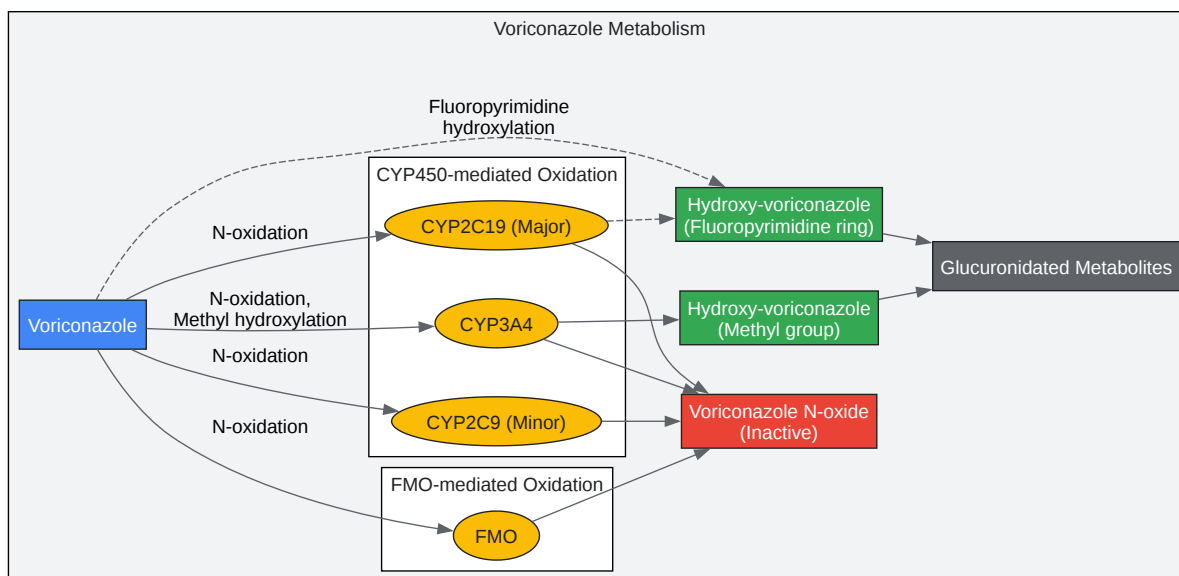 Voriconazole Metabolism
Fluoropyrimidine
hydroxylation
CYP450-mediated Oxidation
N-oxidation
CYP2C19 (Major)
Hydroxy-voriconazole
(Fluoropyrimidine ring)
Glucuronidated Metabolites
Voriconazole
N-oxidation,
Methyl hydroxylation
CYP3A4
Hydroxy-voriconazole
(Methyl group)
N-oxidation
CYP2C9 (Minor)
Voriconazole N-oxide
(Inactive)
N-oxidation
FMO-mediated Oxidation
FMO